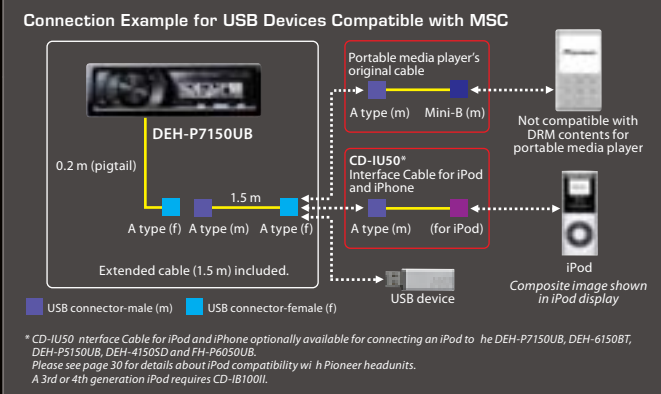 Connection Example for USB Devices Compatible with MSC
Portable media player's
original cable
A type (m) Mini-B (m)
Not compatible with
DRM contents for
portable media player
DEH-P7150UB
0.2 m (pigtail)
1.5 m
A type (f) A type (m) A type (f)
Extended cable (1.5 m) included.
CD-IU50*
Interface Cable for iPod
and iPhone
A type (m) (for iPod)
iPod
Composite image shown
in iPod display
USB device
USB connector-male (m) USB connector-female (f)
* CD-IU50 nterface Cable for iPod and iPhone optionally available for connecting an iPod to he DEH-P7150UB, DEH-6150BT,
DEH-P5150UB, DEH-4150SD and FH-P6050UB.
Please see page 30 for details about iPod compatibility wi h Pioneer headunits.
A 3rd or 4th generation iPod requires CD-IB100II.